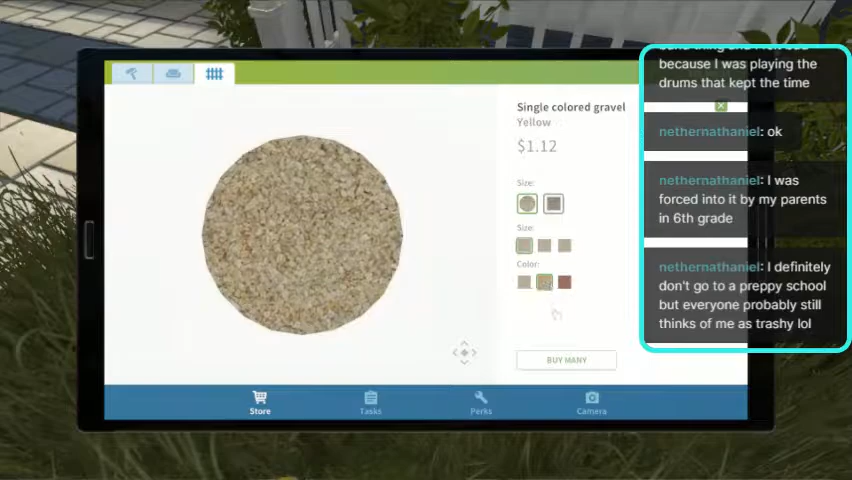 Single colored gravel
Yellow
$1.12
Size:
Size:
Color:
BUY MANY
Store
Tasks
Perks
Camera
because I was playing the
drums that kept the time
nethernathaniel: ok
nethernathaniel: I was
forced into it by my parents
in 6th grade
nethernathaniel: I definitely
don't go to a preppy school
but everyone probably still
thinks of me as trashy lol